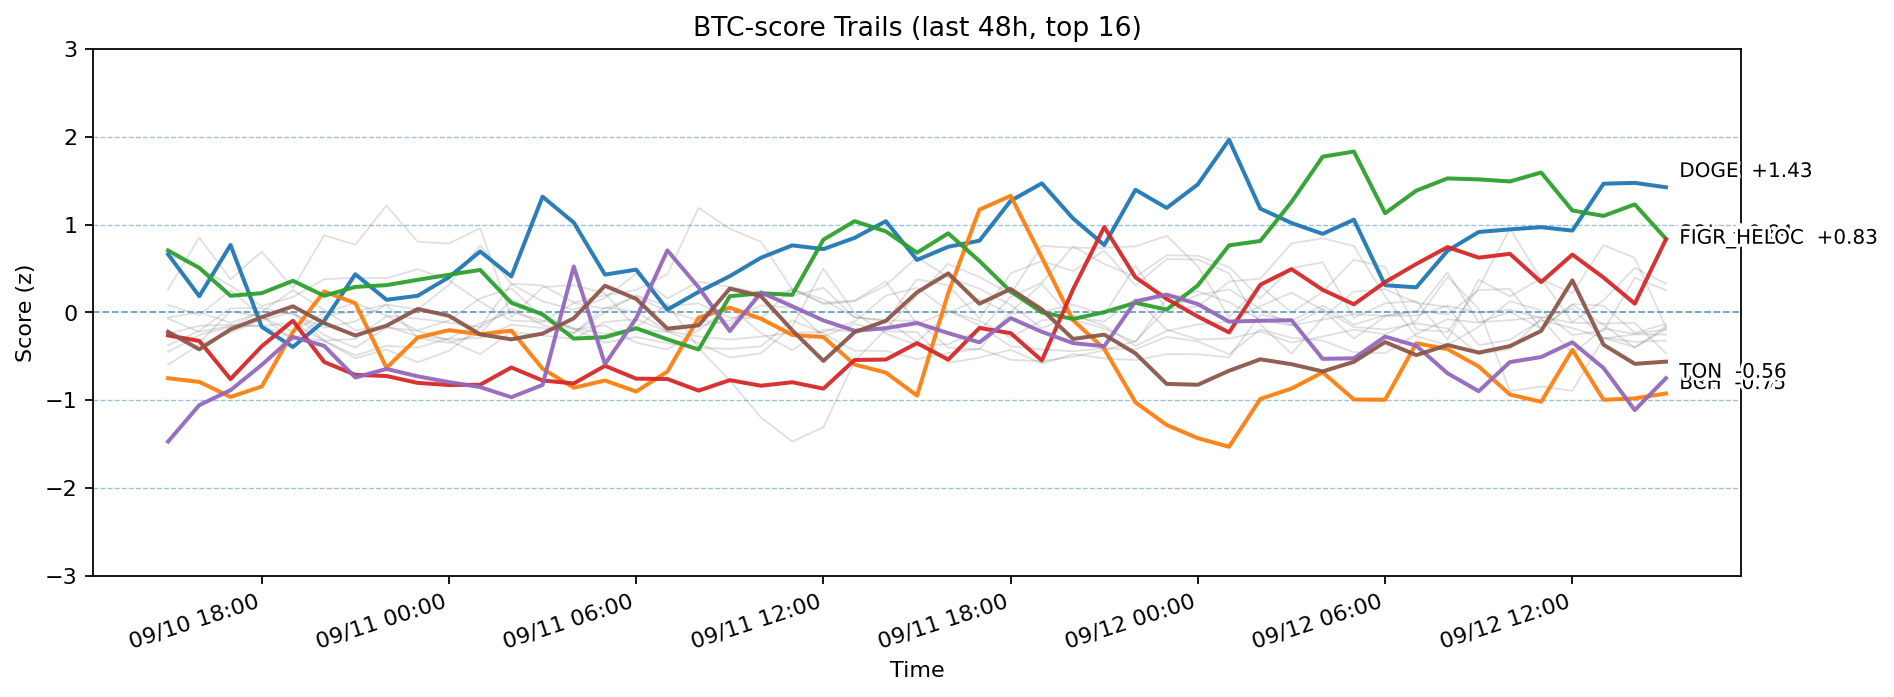 BTC-score Trails (last 48h, top 16)
Score (z)
3
2
1
0
−1
−2
−3
DOGE +1.43
FIGR_HELOC +0.83
TON -0.56
BCH -0.75
09/10 18:00
09/11 00:00
09/11 06:00
09/11 12:00
09/11 18:00
09/12 00:00
09/12 06:00
09/12 12:00
Time